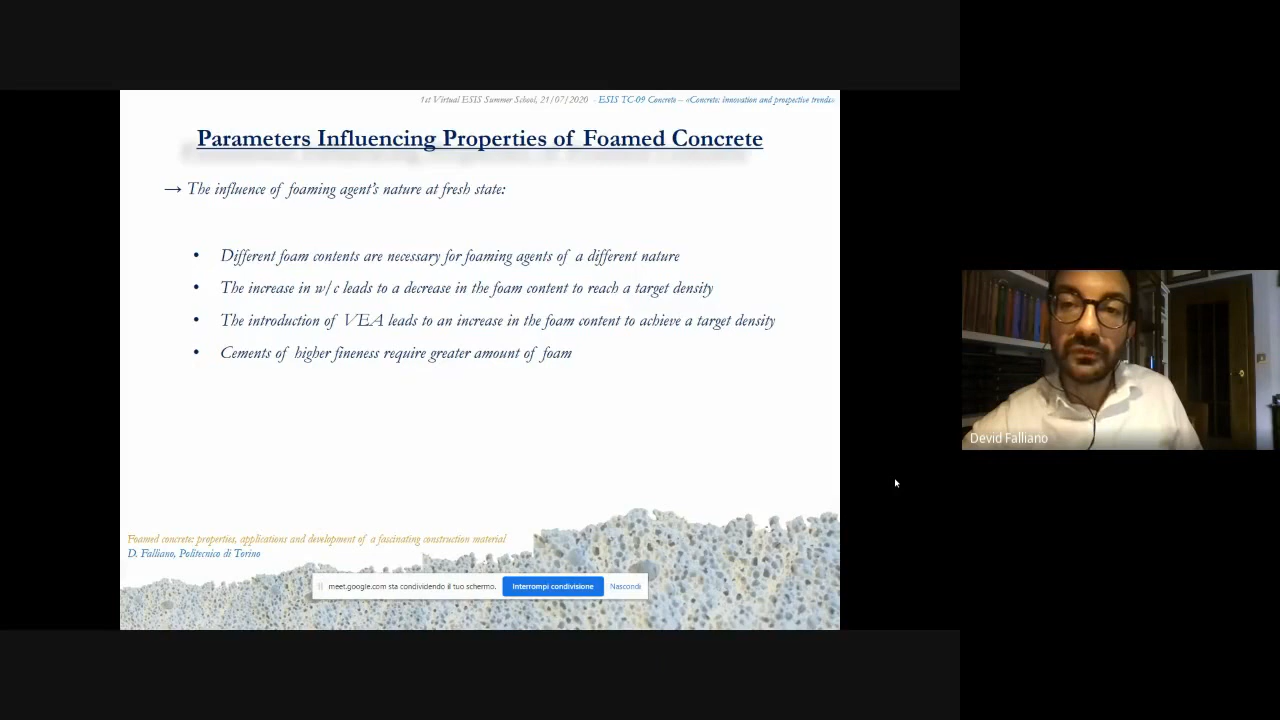 1st Virtual ESIS Summer School, 21/07/2020 - ESIS TC-09 Concrete – «Concrete: innovation and prospective trends»
Parameters Influencing Properties of Foamed Concrete
→ The influence of foaming agent's nature at fresh state:
• Different foam contents are necessary for foaming agents of a different nature
• The increase in w/c leads to a decrease in the foam content to reach a target density
• The introduction of VEA leads to an increase in the foam content to achieve a target density
• Cements of higher fineness require greater amount of foam
Devid Falliano
Foamed concrete: properties, applications and development of a fascinating construction material
D. Falliano, Politecnico di Torino
meet.google.com sta condividendo il tuo schermo. Interrompi condivisione Nascondi